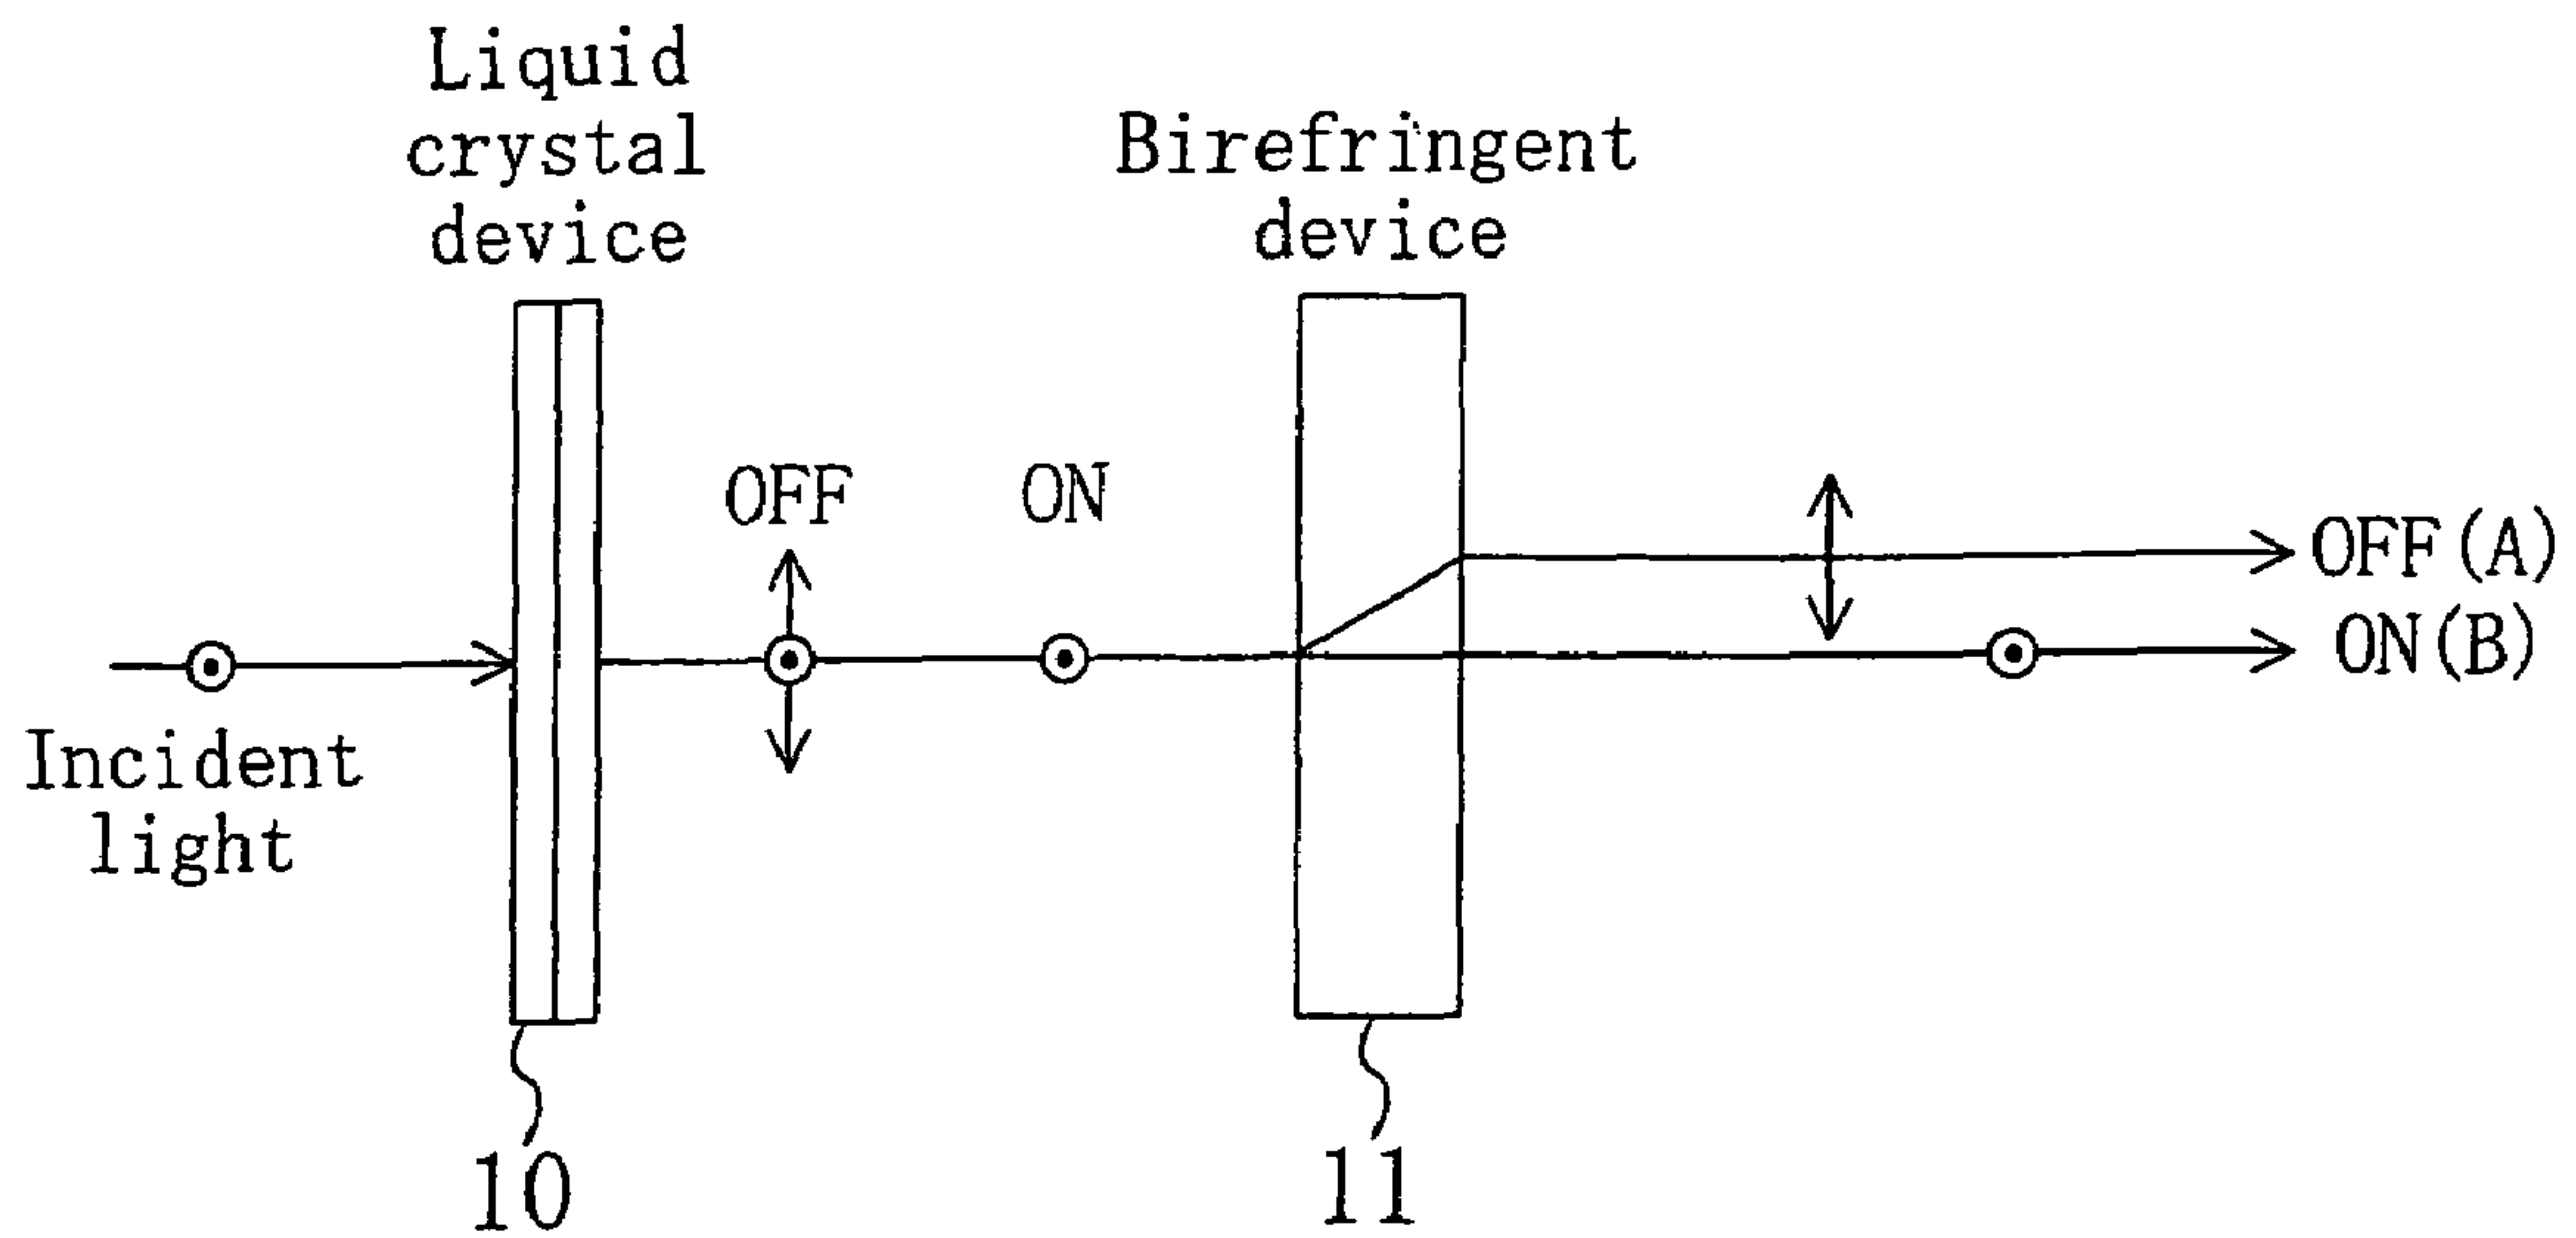 Liquid
crystal
device
Birefringent
device
OFF
ON
OFF(A)
ON(B)
Incident
light
10
11